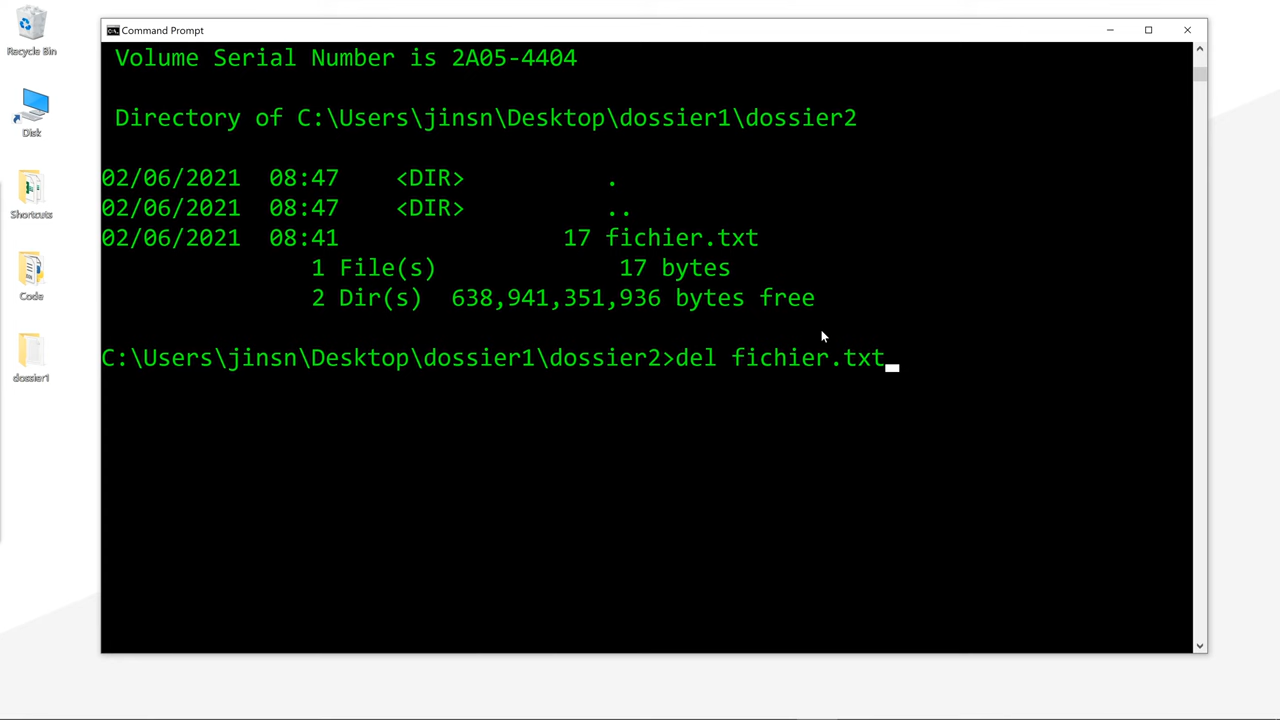 Recycle Bin
Disk
Shortcuts
Code
dossier1
Command Prompt
Volume Serial Number is 2A05-4404
Directory of C:\Users\jinsn\Desktop\dossier1\dossier2
02/06/2021  08:47    <DIR>          .
02/06/2021  08:47    <DIR>          ..
02/06/2021  08:41                17 fichier.txt
1 File(s)             17 bytes
2 Dir(s)  638,941,351,936 bytes free
C:\Users\jinsn\Desktop\dossier1\dossier2>del fichier.txt